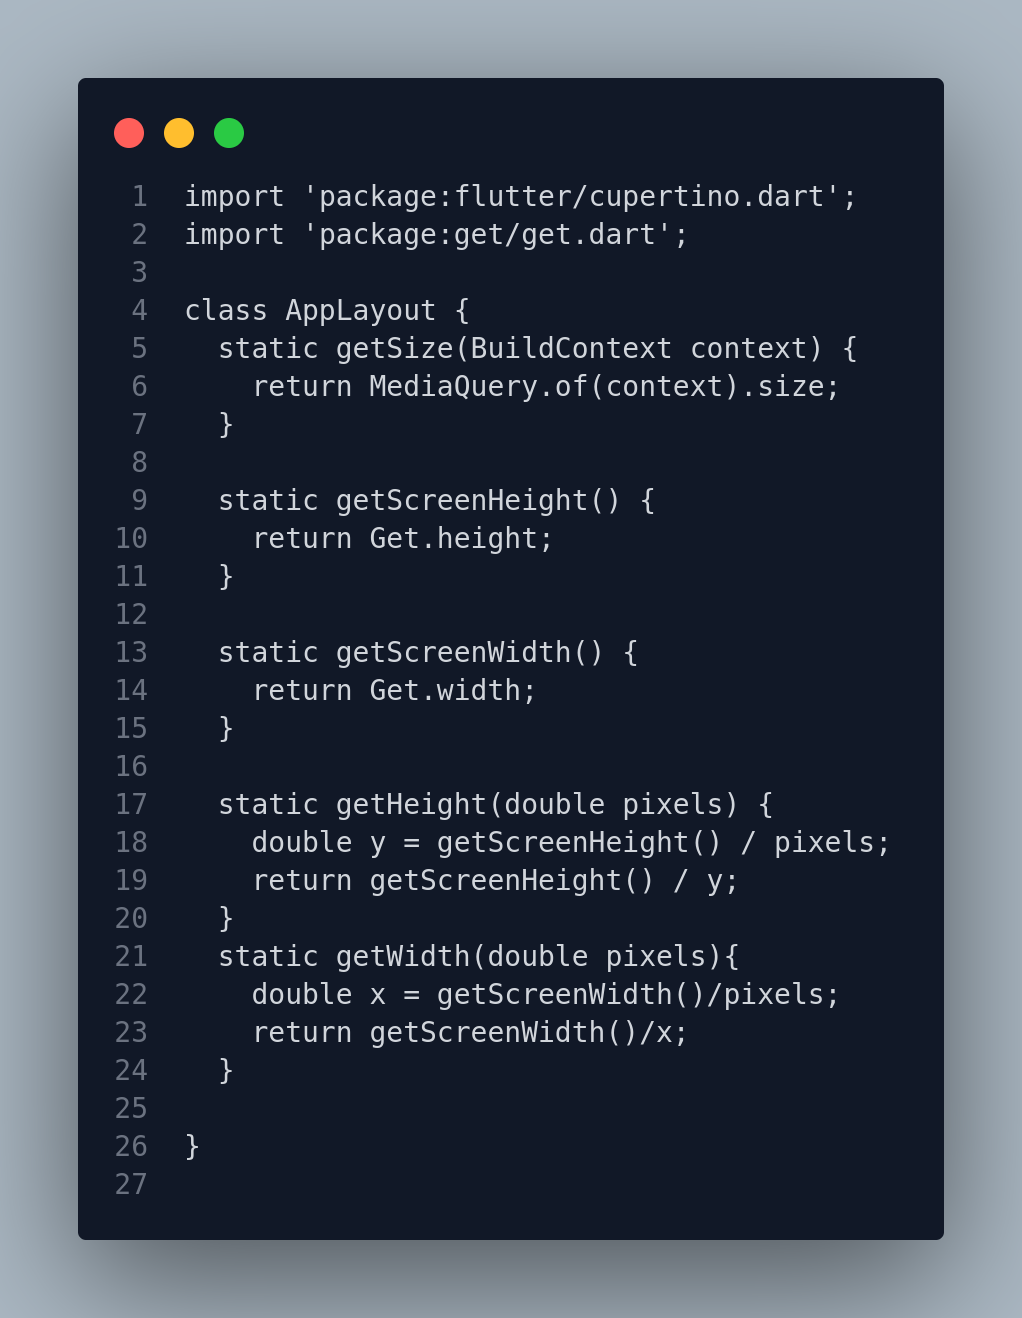 1 import 'package:flutter/cupertino.dart';
2 import 'package:get/get.dart';
3
4 class AppLayout {
5   static getSize(BuildContext context) {
6     return MediaQuery.of(context).size;
7   }
8
9   static getScreenHeight() {
10     return Get.height;
11   }
12
13   static getScreenWidth() {
14     return Get.width;
15   }
16
17   static getHeight(double pixels) {
18     double y = getScreenHeight() / pixels;
19     return getScreenHeight() / y;
20   }
21   static getWidth(double pixels){
22     double x = getScreenWidth()/pixels;
23     return getScreenWidth()/x;
24   }
25
26 }
27